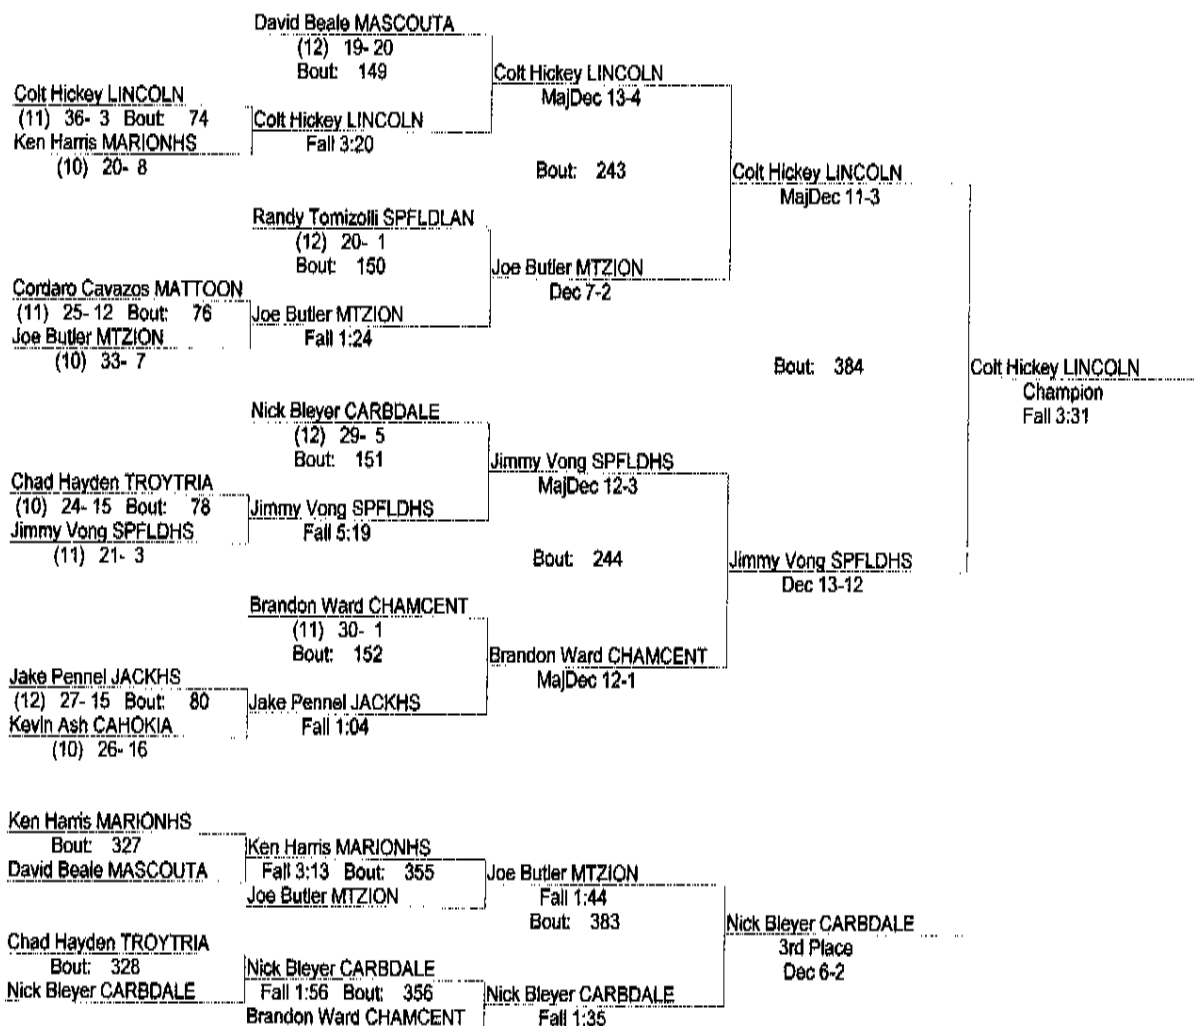 David Beale MASCOUTA
(12) 19- 20
Bout: 149
Colt Hickey LINCOLN
MajDec 13-4
Colt Hickey LINCOLN
(11) 36- 3 Bout: 74
Ken Harris MARIONHS
(10) 20- 8
Colt Hickey LINCOLN
Fall 3:20
Bout: 243
Colt Hickey LINCOLN
MajDec 11-3
Randy Tomizolli SPFLDLAN
(12) 20- 1
Bout: 150
Joe Butler MTZION
Dec 7-2
Cordaro Cavazos MATTOON
(11) 25- 12 Bout: 76
Joe Butler MTZION
(10) 33- 7
Joe Butler MTZION
Fall 1:24
Bout: 384
Colt Hickey LINCOLN
Champion
Fall 3:31
Nick Bleyer CARBDALE
(12) 29- 5
Bout: 151
Jimmy Vong SPFLDHS
MajDec 12-3
Chad Hayden TROYTRIA
(10) 24- 15 Bout: 78
Jimmy Vong SPFLDHS
(11) 21- 3
Jimmy Vong SPFLDHS
Fall 5:19
Bout: 244
Jimmy Vong SPFLDHS
Dec 13-12
Brandon Ward CHAMCENT
(11) 30- 1
Bout: 152
Brandon Ward CHAMCENT
MajDec 12-1
Jake Pennel JACKHS
(12) 27- 15 Bout: 80
Kevin Ash CAHOKIA
(10) 26- 16
Jake Pennel JACKHS
Fall 1:04
Ken Harris MARIONHS
Bout: 327
David Beale MASCOUTA
Ken Harris MARIONHS
Fall 3:13 Bout: 355
Joe Butler MTZION
Joe Butler MTZION
Fall 1:44
Bout: 383
Nick Bleyer CARBDALE
3rd Place
Dec 6-2
Chad Hayden TROYTRIA
Bout: 328
Nick Bleyer CARBDALE
Nick Bleyer CARBDALE
Fall 1:56 Bout: 356
Brandon Ward CHAMCENT
Nick Bleyer CARBDALE
Fall 1:35